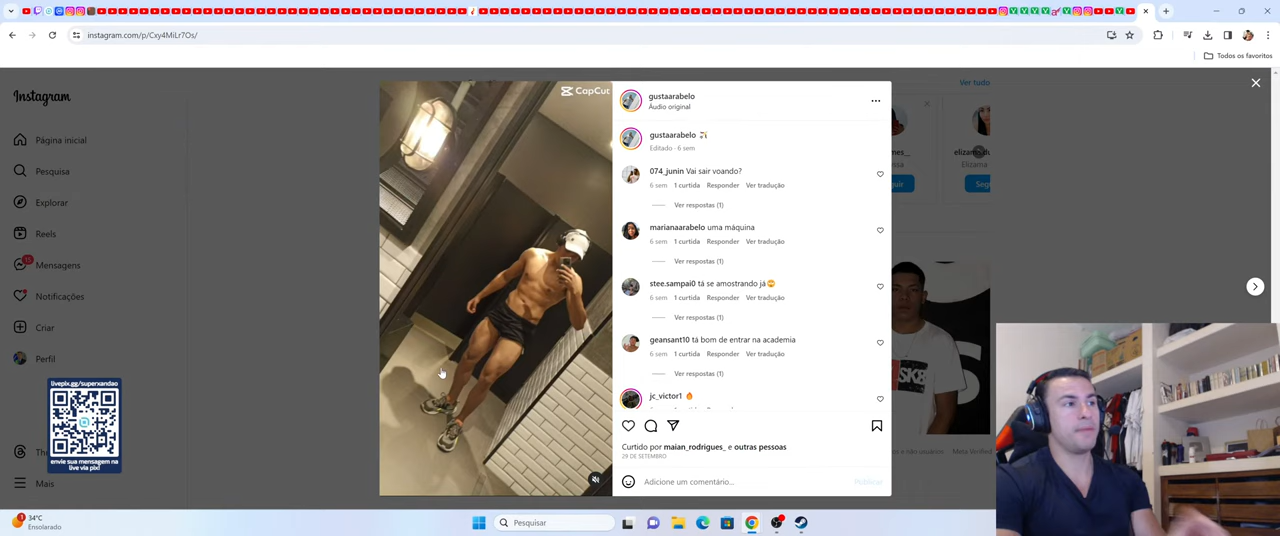 instagram.com/p/Cxy4MiLr7Os/
Todos os favoritos
Instagram
Página inicial
Pesquisa
Explorar
Reels
Mensagens
Notificações
Criar
Perfil
livepix.gg/superxandao
envie sua mensagem na
live via pix!
Mais
CapCut
gustaarabelo
Áudio original
gustaarabelo
Editado · 6 sem
074_junin Vai sair voando?
6 sem 1 curtida Responder Ver tradução
Ver respostas (1)
marianaarabelo uma máquina
6 sem 1 curtida Responder Ver tradução
Ver respostas (1)
stee.sampai0 tá se amostrando já🙄
6 sem 1 curtida Responder Ver tradução
Ver respostas (1)
geansant10 tá bom de entrar na academia
6 sem 1 curtida Responder Ver tradução
Ver respostas (1)
jc_victor1 🔥
Curtido por maian_rodrigues_ e outras pessoas
29 DE SETEMBRO
Adicione um comentário...
Publicar
Ver tudo
elizamo.du
Elizama
Meta Verified
34°C
Ensolarado
Pesquisar